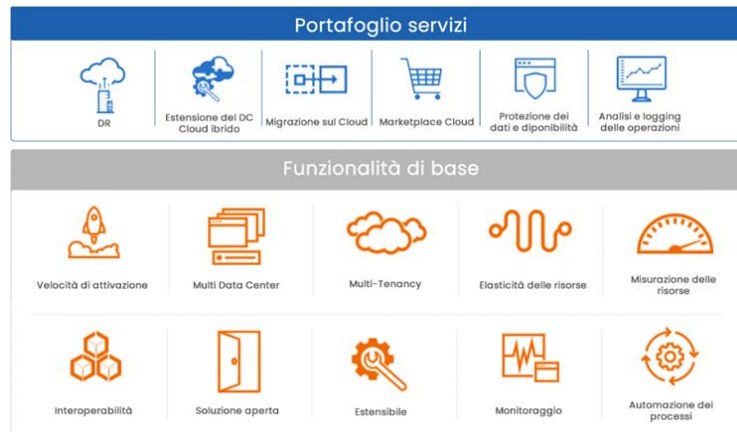 Portafoglio servizi
DR
Estensione del DC
Cloud ibrido
Migrazione sul Cloud
Marketplace Cloud
Protezione dei
dati e diponibilità
Analisi e logging
delle operazioni
Funzionalità di base
Velocità di attivazione
Multi Data Center
Multi-Tenancy
Elasticità delle risorse
Misurazione delle
risorse
Interoperabilità
Soluzione aperta
Estensibile
Monitoraggio
Automazione dei
processi